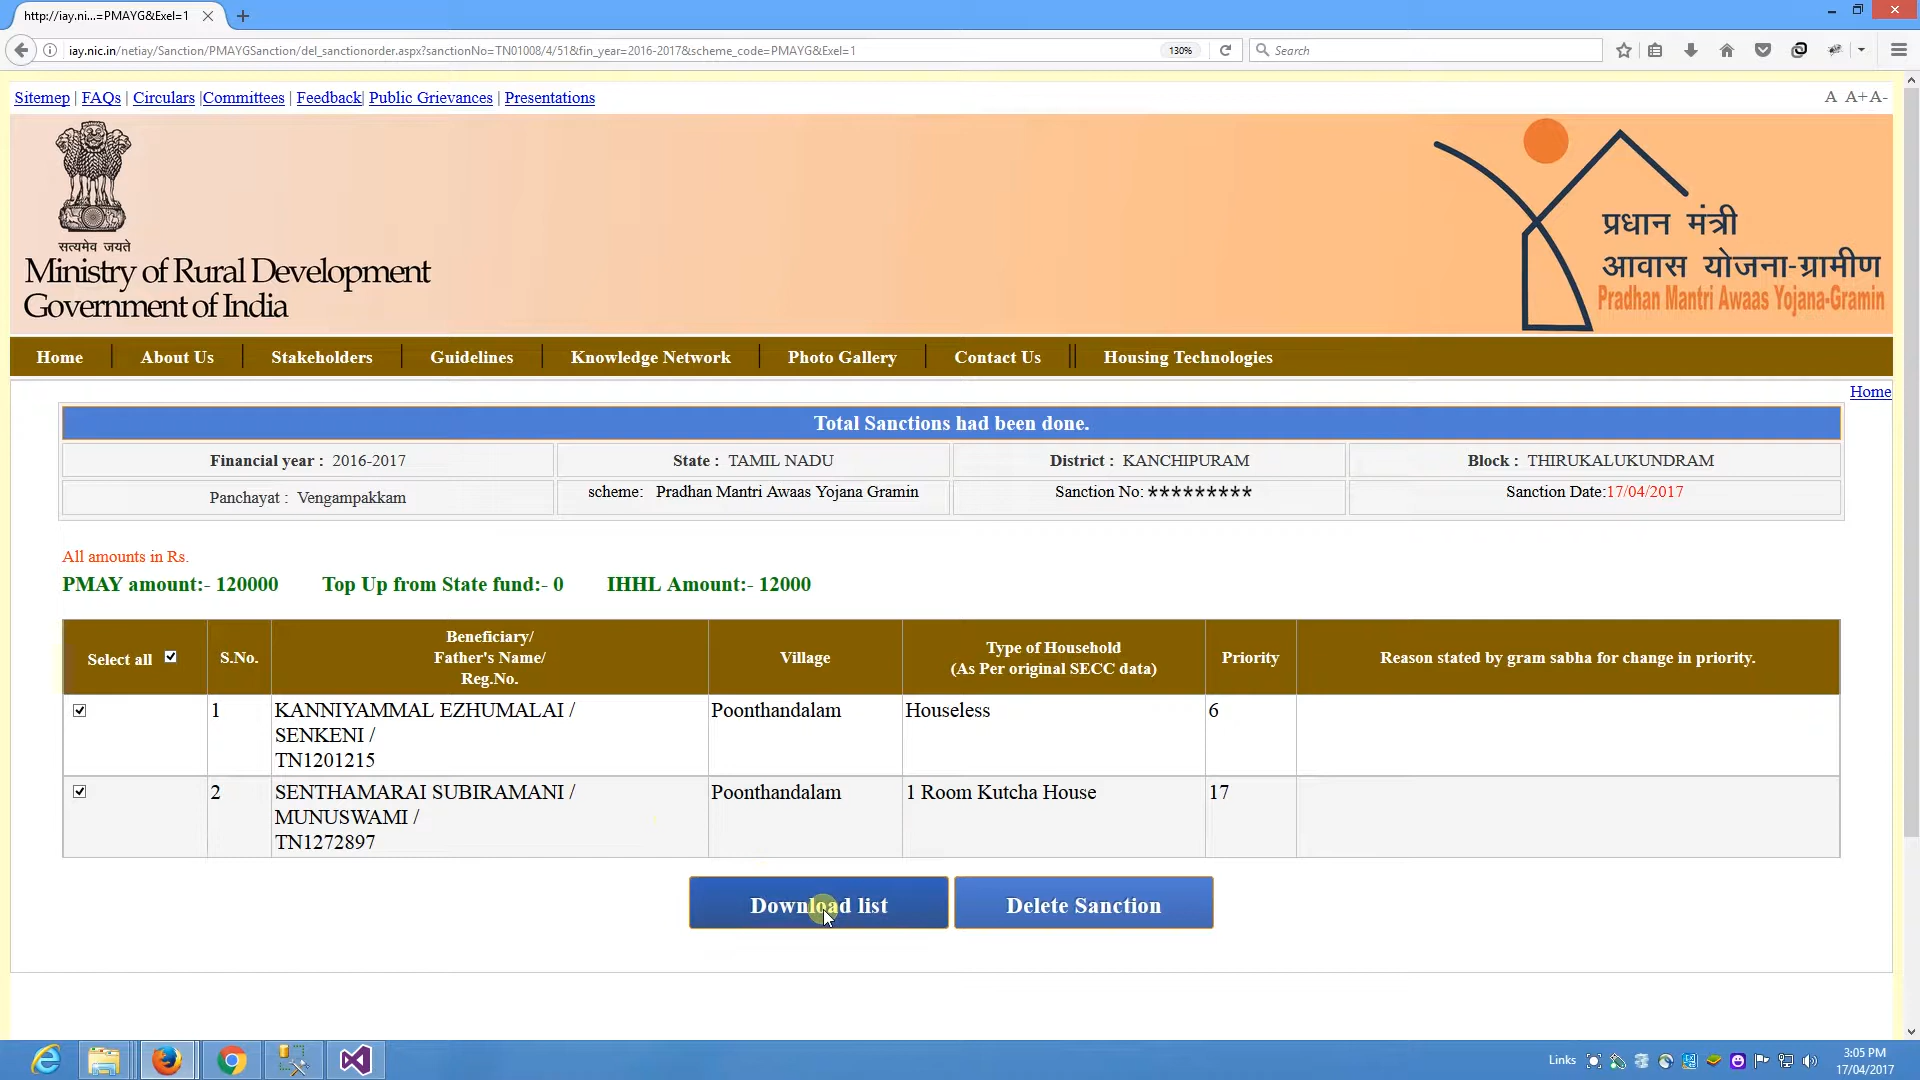 http://iay.ni...=PMAYG&Exel=1
iay.nic.in/netiay/Sanction/PMAYGSanction/del_sanctionorder.aspx?sanctionNo=TN01008/4/51&fin_year=2016-2017&scheme_code=PMAYG&Exel=1
130%
Search
Sitemep | FAQs | Circulars |Committees | Feedback| Public Grievances | Presentations
A A+ A-
सत्यमेव जयते
Ministry of Rural Development
Government of India
प्रधान मंत्री
आवास योजना-ग्रामीण
Pradhan Mantri Awaas Yojana-Gramin
Home About Us Stakeholders Guidelines Knowledge Network Photo Gallery Contact Us Housing Technologies
Home
Total Sanctions had been done.
Financial year : 2016-2017 State : TAMIL NADU District : KANCHIPURAM Block : THIRUKALUKUNDRAM
Panchayat : Vengampakkam scheme: Pradhan Mantri Awaas Yojana Gramin Sanction No: ********* Sanction Date:17/04/2017
All amounts in Rs.
PMAY amount:- 120000 Top Up from State fund:- 0 IHHL Amount:- 12000
Select all
S.No.
Beneficiary/
Father's Name/
Reg.No.
Village
Type of Household
(As Per original SECC data)
Priority
Reason stated by gram sabha for change in priority.
1
KANNIYAMMAL EZHUMALAI /
SENKENI /
TN1201215
Poonthandalam
Houseless
6
2
SENTHAMARAI SUBIRAMANI /
MUNUSWAMI /
TN1272897
Poonthandalam
1 Room Kutcha House
17
Download list
Delete Sanction
Links
3:05 PM
17/04/2017